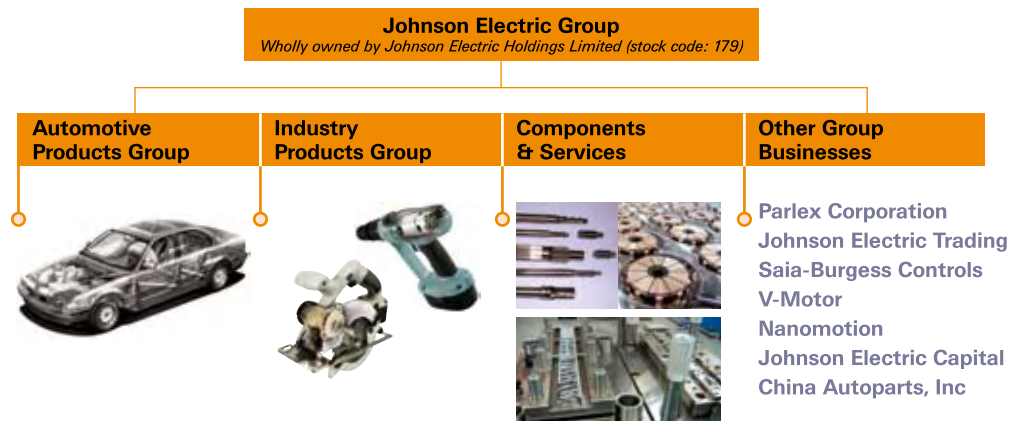 Johnson Electric Group
Wholly owned by Johnson Electric Holdings Limited (stock code: 179)
Automotive
Products Group
Industry
Products Group
Components
& Services
Other Group
Businesses
Parlex Corporation
Johnson Electric Trading
Saia-Burgess Controls
V-Motor
Nanomotion
Johnson Electric Capital
China Autoparts, Inc